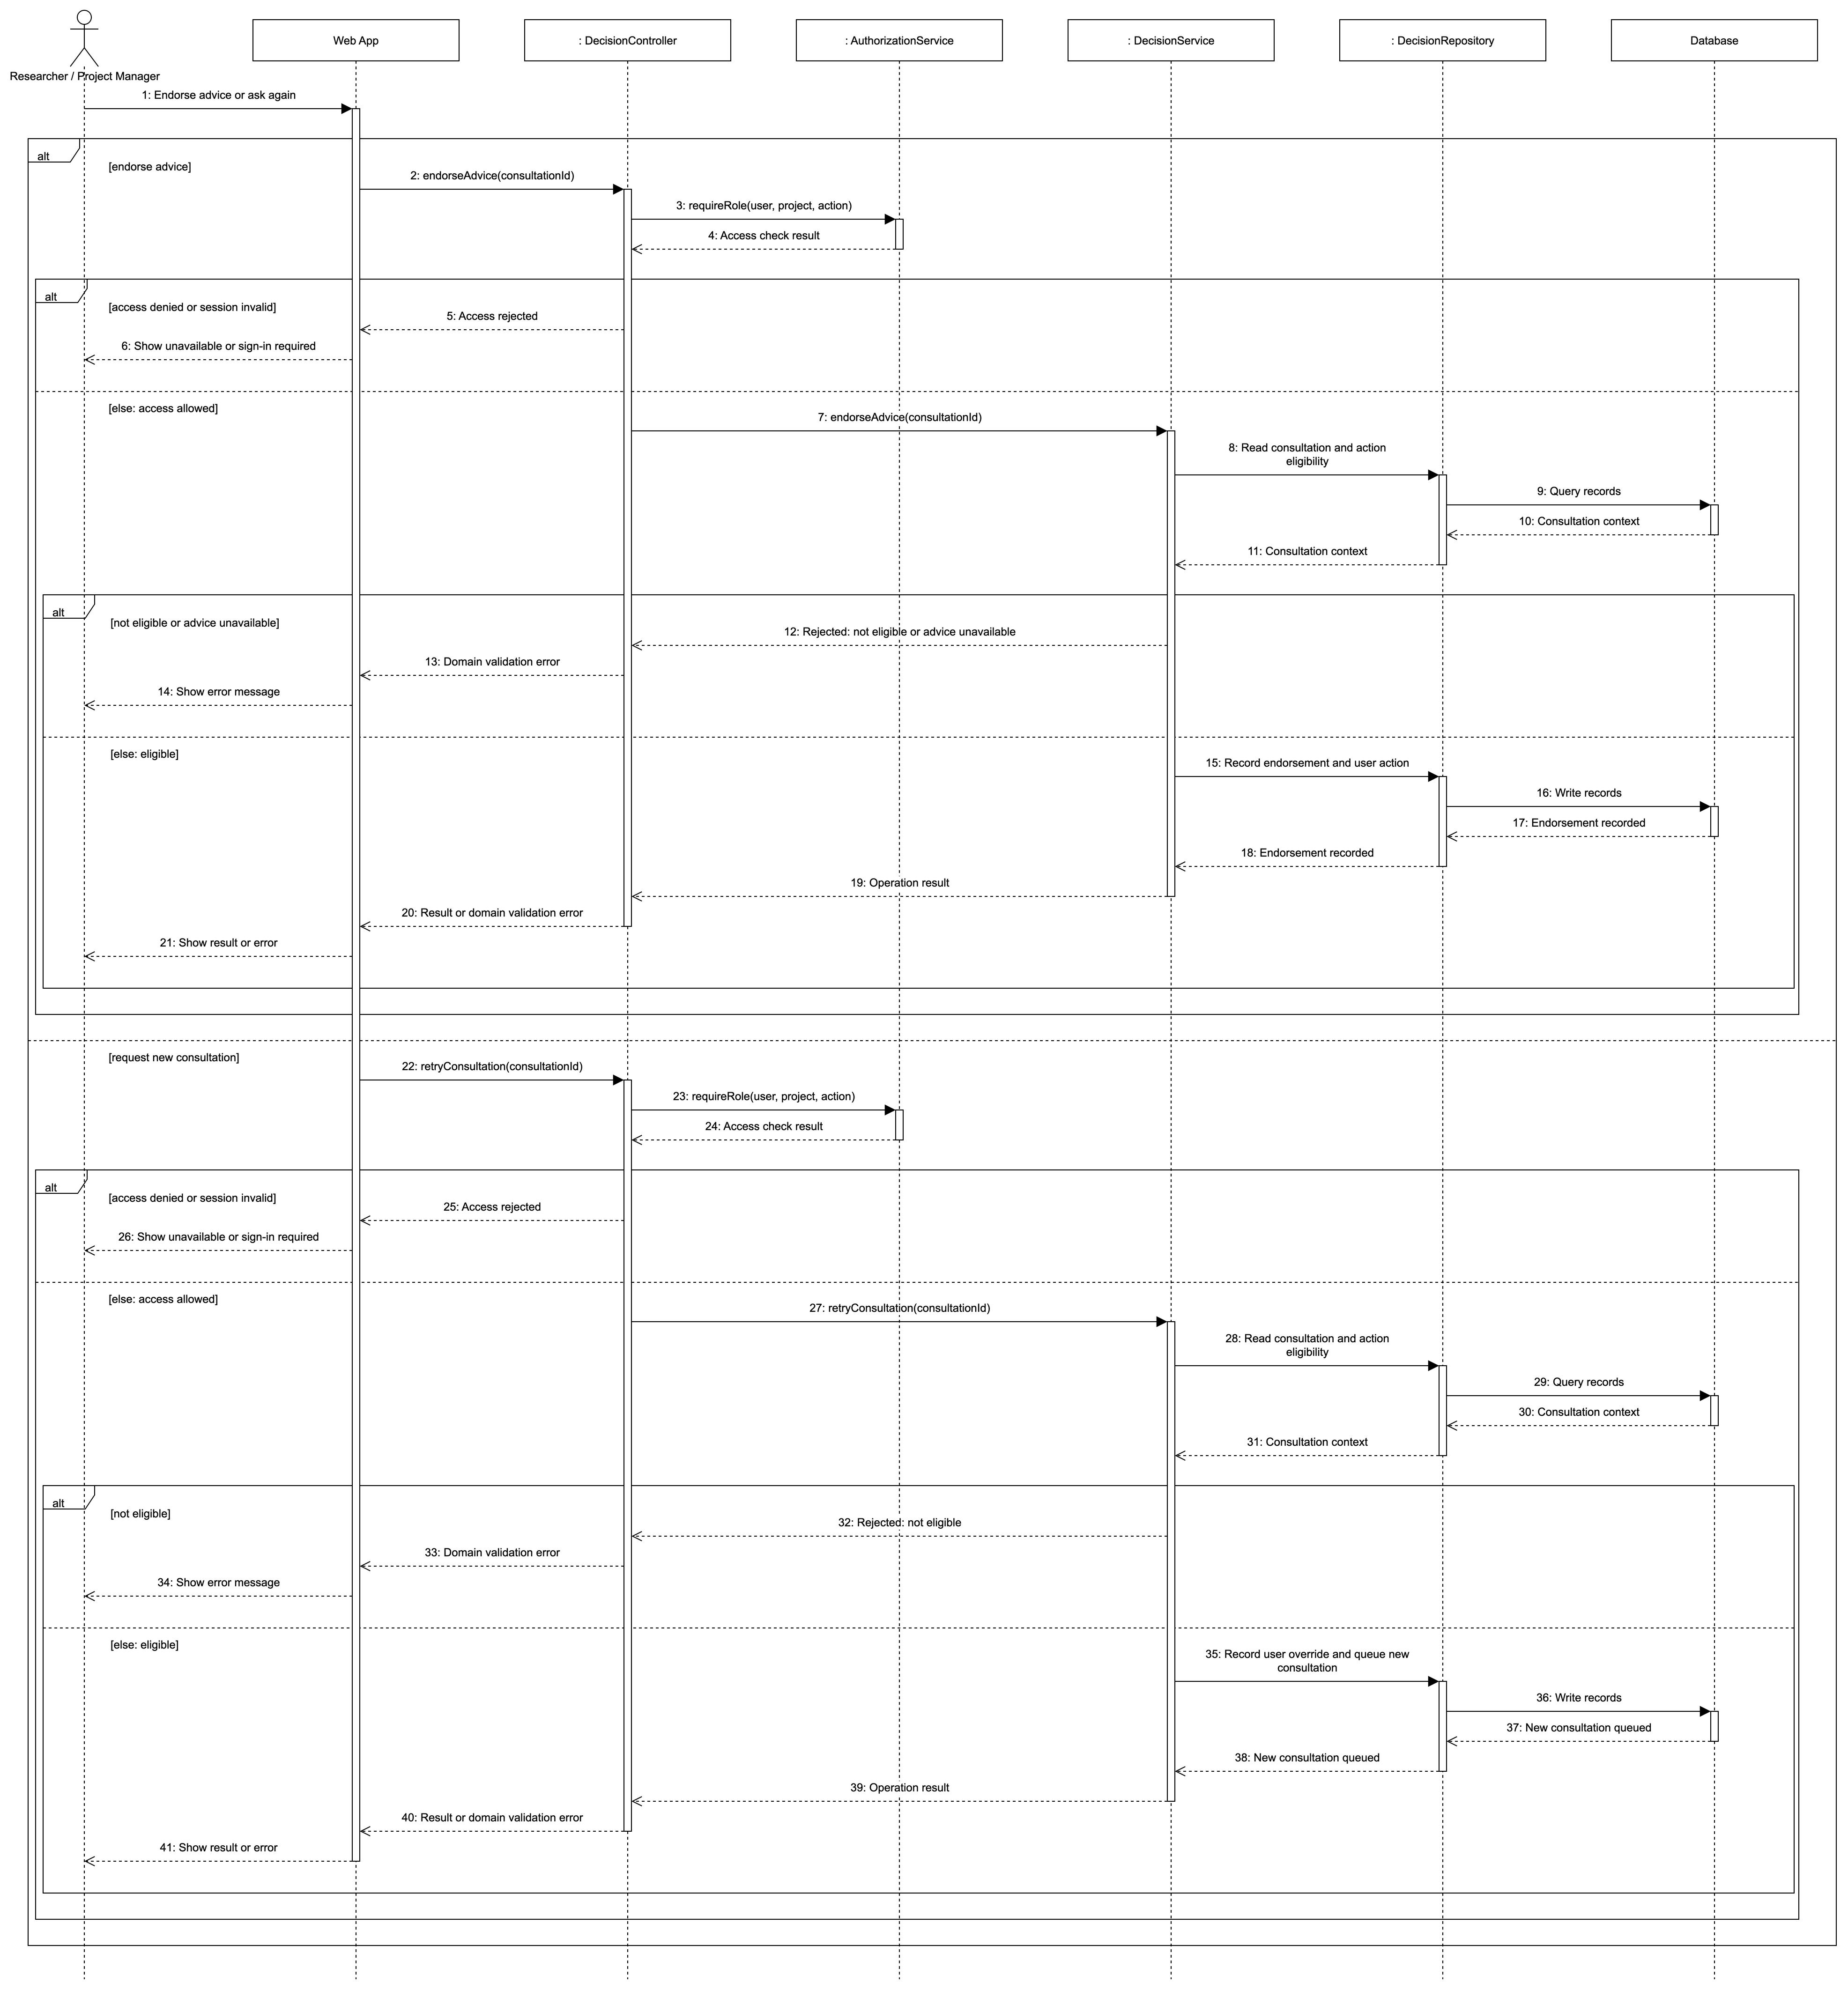 Researcher / Project Manager
Web App
: DecisionController
: AuthorizationService
: DecisionService
: DecisionRepository
Database
1: Endorse advice or ask again
alt
[endorse advice]
2: endorseAdvice(consultationId)
3: requireRole(user, project, action)
4: Access check result
alt
[access denied or session invalid]
5: Access rejected
6: Show unavailable or sign-in required
[else: access allowed]
7: endorseAdvice(consultationId)
8: Read consultation and action
eligibility
9: Query records
10: Consultation context
11: Consultation context
alt
[not eligible or advice unavailable]
12: Rejected: not eligible or advice unavailable
13: Domain validation error
14: Show error message
[else: eligible]
15: Record endorsement and user action
16: Write records
17: Endorsement recorded
18: Endorsement recorded
19: Operation result
20: Result or domain validation error
21: Show result or error
[request new consultation]
22: retryConsultation(consultationId)
23: requireRole(user, project, action)
24: Access check result
alt
[access denied or session invalid]
25: Access rejected
26: Show unavailable or sign-in required
[else: access allowed]
27: retryConsultation(consultationId)
28: Read consultation and action
eligibility
29: Query records
30: Consultation context
31: Consultation context
alt
[not eligible]
32: Rejected: not eligible
33: Domain validation error
34: Show error message
[else: eligible]
35: Record user override and queue new
consultation
36: Write records
37: New consultation queued
38: New consultation queued
39: Operation result
40: Result or domain validation error
41: Show result or error